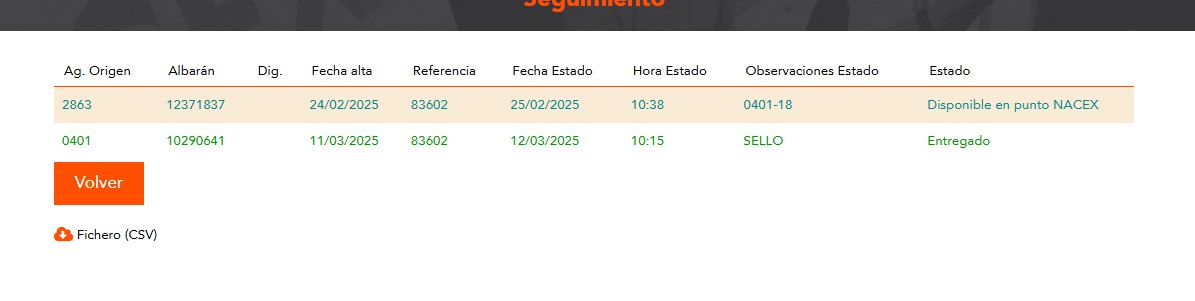 Seguimiento
Ag. Origen Albarán Dig. Fecha alta Referencia Fecha Estado Hora Estado Observaciones Estado Estado
2863 12371837 24/02/2025 83602 25/02/2025 10:38 0401-18 Disponible en punto NACEX
0401 10290641 11/03/2025 83602 12/03/2025 10:15 SELLO Entregado
Volver
Fichero (CSV)